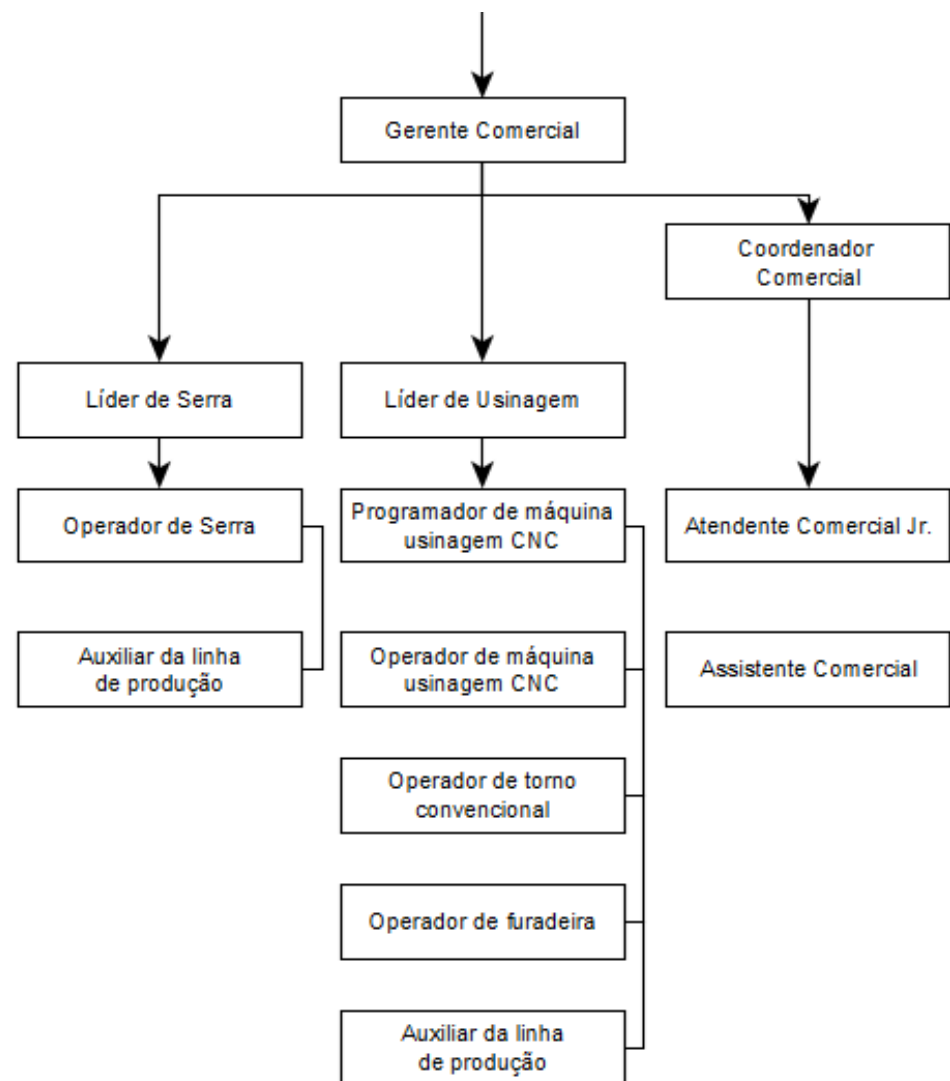 Gerente Comercial
Coordenador
Comercial
Líder de Serra
Líder de Usinagem
Operador de Serra
Programador de máquina
usinagem CNC
Atendente Comercial Jr.
Auxiliar da linha
de produção
Operador de máquina
usinagem CNC
Assistente Comercial
Operador de torno
convencional
Operador de furadeira
Auxiliar da linha
de produção